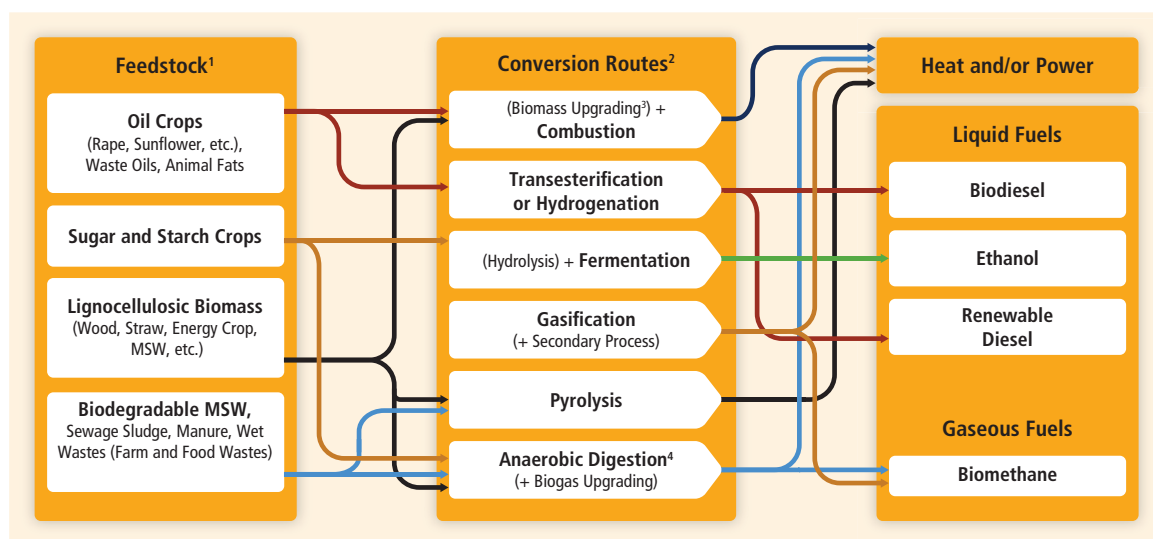 Feedstock¹
Oil Crops
(Rape, Sunflower, etc.),
Waste Oils, Animal Fats
Sugar and Starch Crops
Lignocellulosic Biomass
(Wood, Straw, Energy Crop,
MSW, etc.)
Biodegradable MSW,
Sewage Sludge, Manure, Wet
Wastes (Farm and Food Wastes)
Conversion Routes²
(Biomass Upgrading³) +
Combustion
Transesterification
or Hydrogenation
(Hydrolysis) + Fermentation
Gasification
(+ Secondary Process)
Pyrolysis
Anaerobic Digestion⁴
(+ Biogas Upgrading)
Heat and/or Power
Liquid Fuels
Biodiesel
Ethanol
Renewable
Diesel
Gaseous Fuels
Biomethane